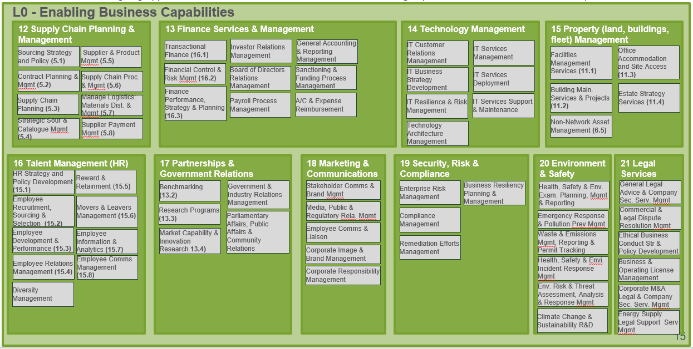 L0 - Enabling Business Capabilities
12 Supply Chain Planning &
Management
Sourcing Strategy
and Policy (5.1)
Supplier & Product
Mgmt (5.5)
Contract Planning &
Mgmt (5.2)
Supply Chain Proc
& Mgmt (5.6)
Supply Chain
Planning (5.3)
Manage Logistics
Materials Dist. &
Mgmt (5.7)
Strategic Sour &
Catalogue Mgmt
(5.4)
Supplier Payment
Mgmt (5.8)
13 Finance Services & Management
Transactional
Finance (16.1)
Investor Relations
Management
General Accounting
& Reporting
Management
Financial Control &
Risk Mgmt (16.2)
Board of Directors
Relations
Management
Sanctioning &
Funding Process
Management
Finance
Performance,
Strategy & Planning
(16.3)
Payroll Process
Management
A/C & Expense
Reimbursement
14 Technology Management
IT Customer
Relations
Management
IT Services
Management
IT Business
Strategy
Development
IT Services
Deployment
IT Resilience & Risk
Management
IT Services Support
& Maintenance
Technology
Architecture
Management
15 Property (land, buildings,
fleet) Management
Facilities
Management
Services
(11.1)
Office
Accommodation
and Site Access
(11.3)
Building Main
Services & Projects
(11.2)
Estate Strategy
Services (11.4)
Non-Network Asset
Management (6.5)
16 Talent Management (HR)
HR Strategy and
Policy Development
(15.1)
Reward &
Retainment (15.5)
Employee
Recruitment,
Sourcing &
Selection (15.2)
Movers & Leavers
Management (15.6)
Employee
Development &
Performance (15.3)
Employee
Information &
Analytics (15.7)
Employee Relations
Management (15.4)
Employee Comms
Management
(15.8)
Diversity
Management
17 Partnerships &
Government Relations
Benchmarking
(13.2)
Government &
Industry Relations
Management
Research Programs
(13.3)
Parliamentary
Affairs, Public
Affairs &
Community
Relations
Market Capability &
Innovation
Research 13.4)
18 Marketing &
Communications
Stakeholder Comms &
Brand Mgmt
Media, Public &
Regulatory Rela. Mgmt
Employee Comms &
Liaison
Corporate Image &
Brand Management
Corporate Responsibility
Management
19 Security, Risk &
Compliance
Enterprise Risk
Management
Business Resiliency
Planning &
Management
Compliance
Management
Remediation Efforts
Management
20 Environment
& Safety
Health, Safety & Env.
Exam. Planning, Mgmt
& Reporting
Emergency Response
& Pollution Prev Mgmt
Waste & Emissions
Mgmt, Reporting &
Permit Tracking
Health, Safety & Envi.
Incident Response
Mgmt
Env. Risk & Threat
Assessment, Analysis
& Response Mgmt
Climate Change &
Sustainability R&D
21 Legal
Services
General Legal
Advice & Company
Sec. Serv. Mgmt
Commercial &
Legal Dispute
Resolution Mgmt
Ethical Business
Conduct Str &
Policy Development
Business &
Operating License
Management
Corporate M&A
Legal & Company
Sec. Serv. Mgmt
Energy Supply
Legal Support Serv
Mgmt
15